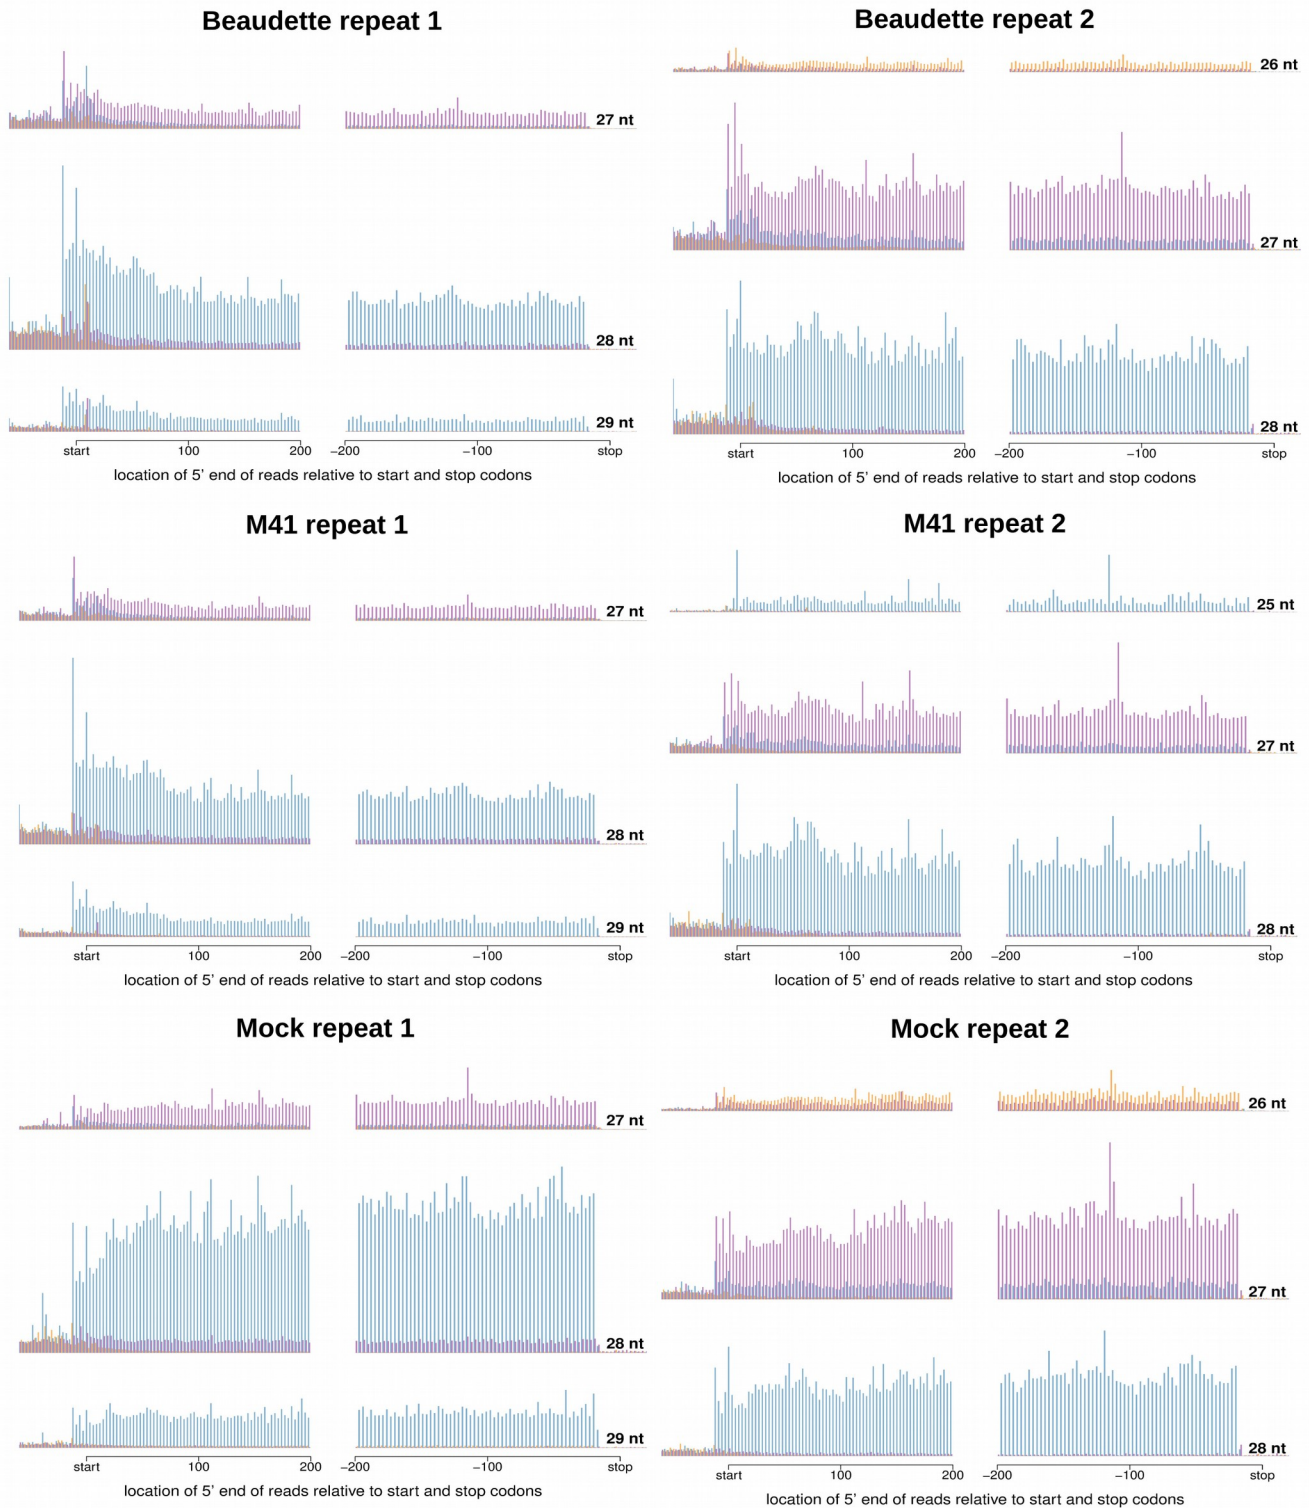 Beaudette repeat 1
27 nt
28 nt
29 nt
start 100 200 −200 −100 stop
location of 5’ end of reads relative to start and stop codons
Beaudette repeat 2
26 nt
27 nt
28 nt
start 100 200 −200 −100 stop
location of 5’ end of reads relative to start and stop codons
M41 repeat 1
27 nt
28 nt
29 nt
start 100 200 −200 −100 stop
location of 5’ end of reads relative to start and stop codons
M41 repeat 2
25 nt
27 nt
28 nt
start 100 200 −200 −100 stop
location of 5’ end of reads relative to start and stop codons
Mock repeat 1
27 nt
28 nt
29 nt
start 100 200 −200 −100 stop
location of 5’ end of reads relative to start and stop codons
Mock repeat 2
26 nt
27 nt
28 nt
start 100 200 −200 −100 stop
location of 5’ end of reads relative to start and stop codons